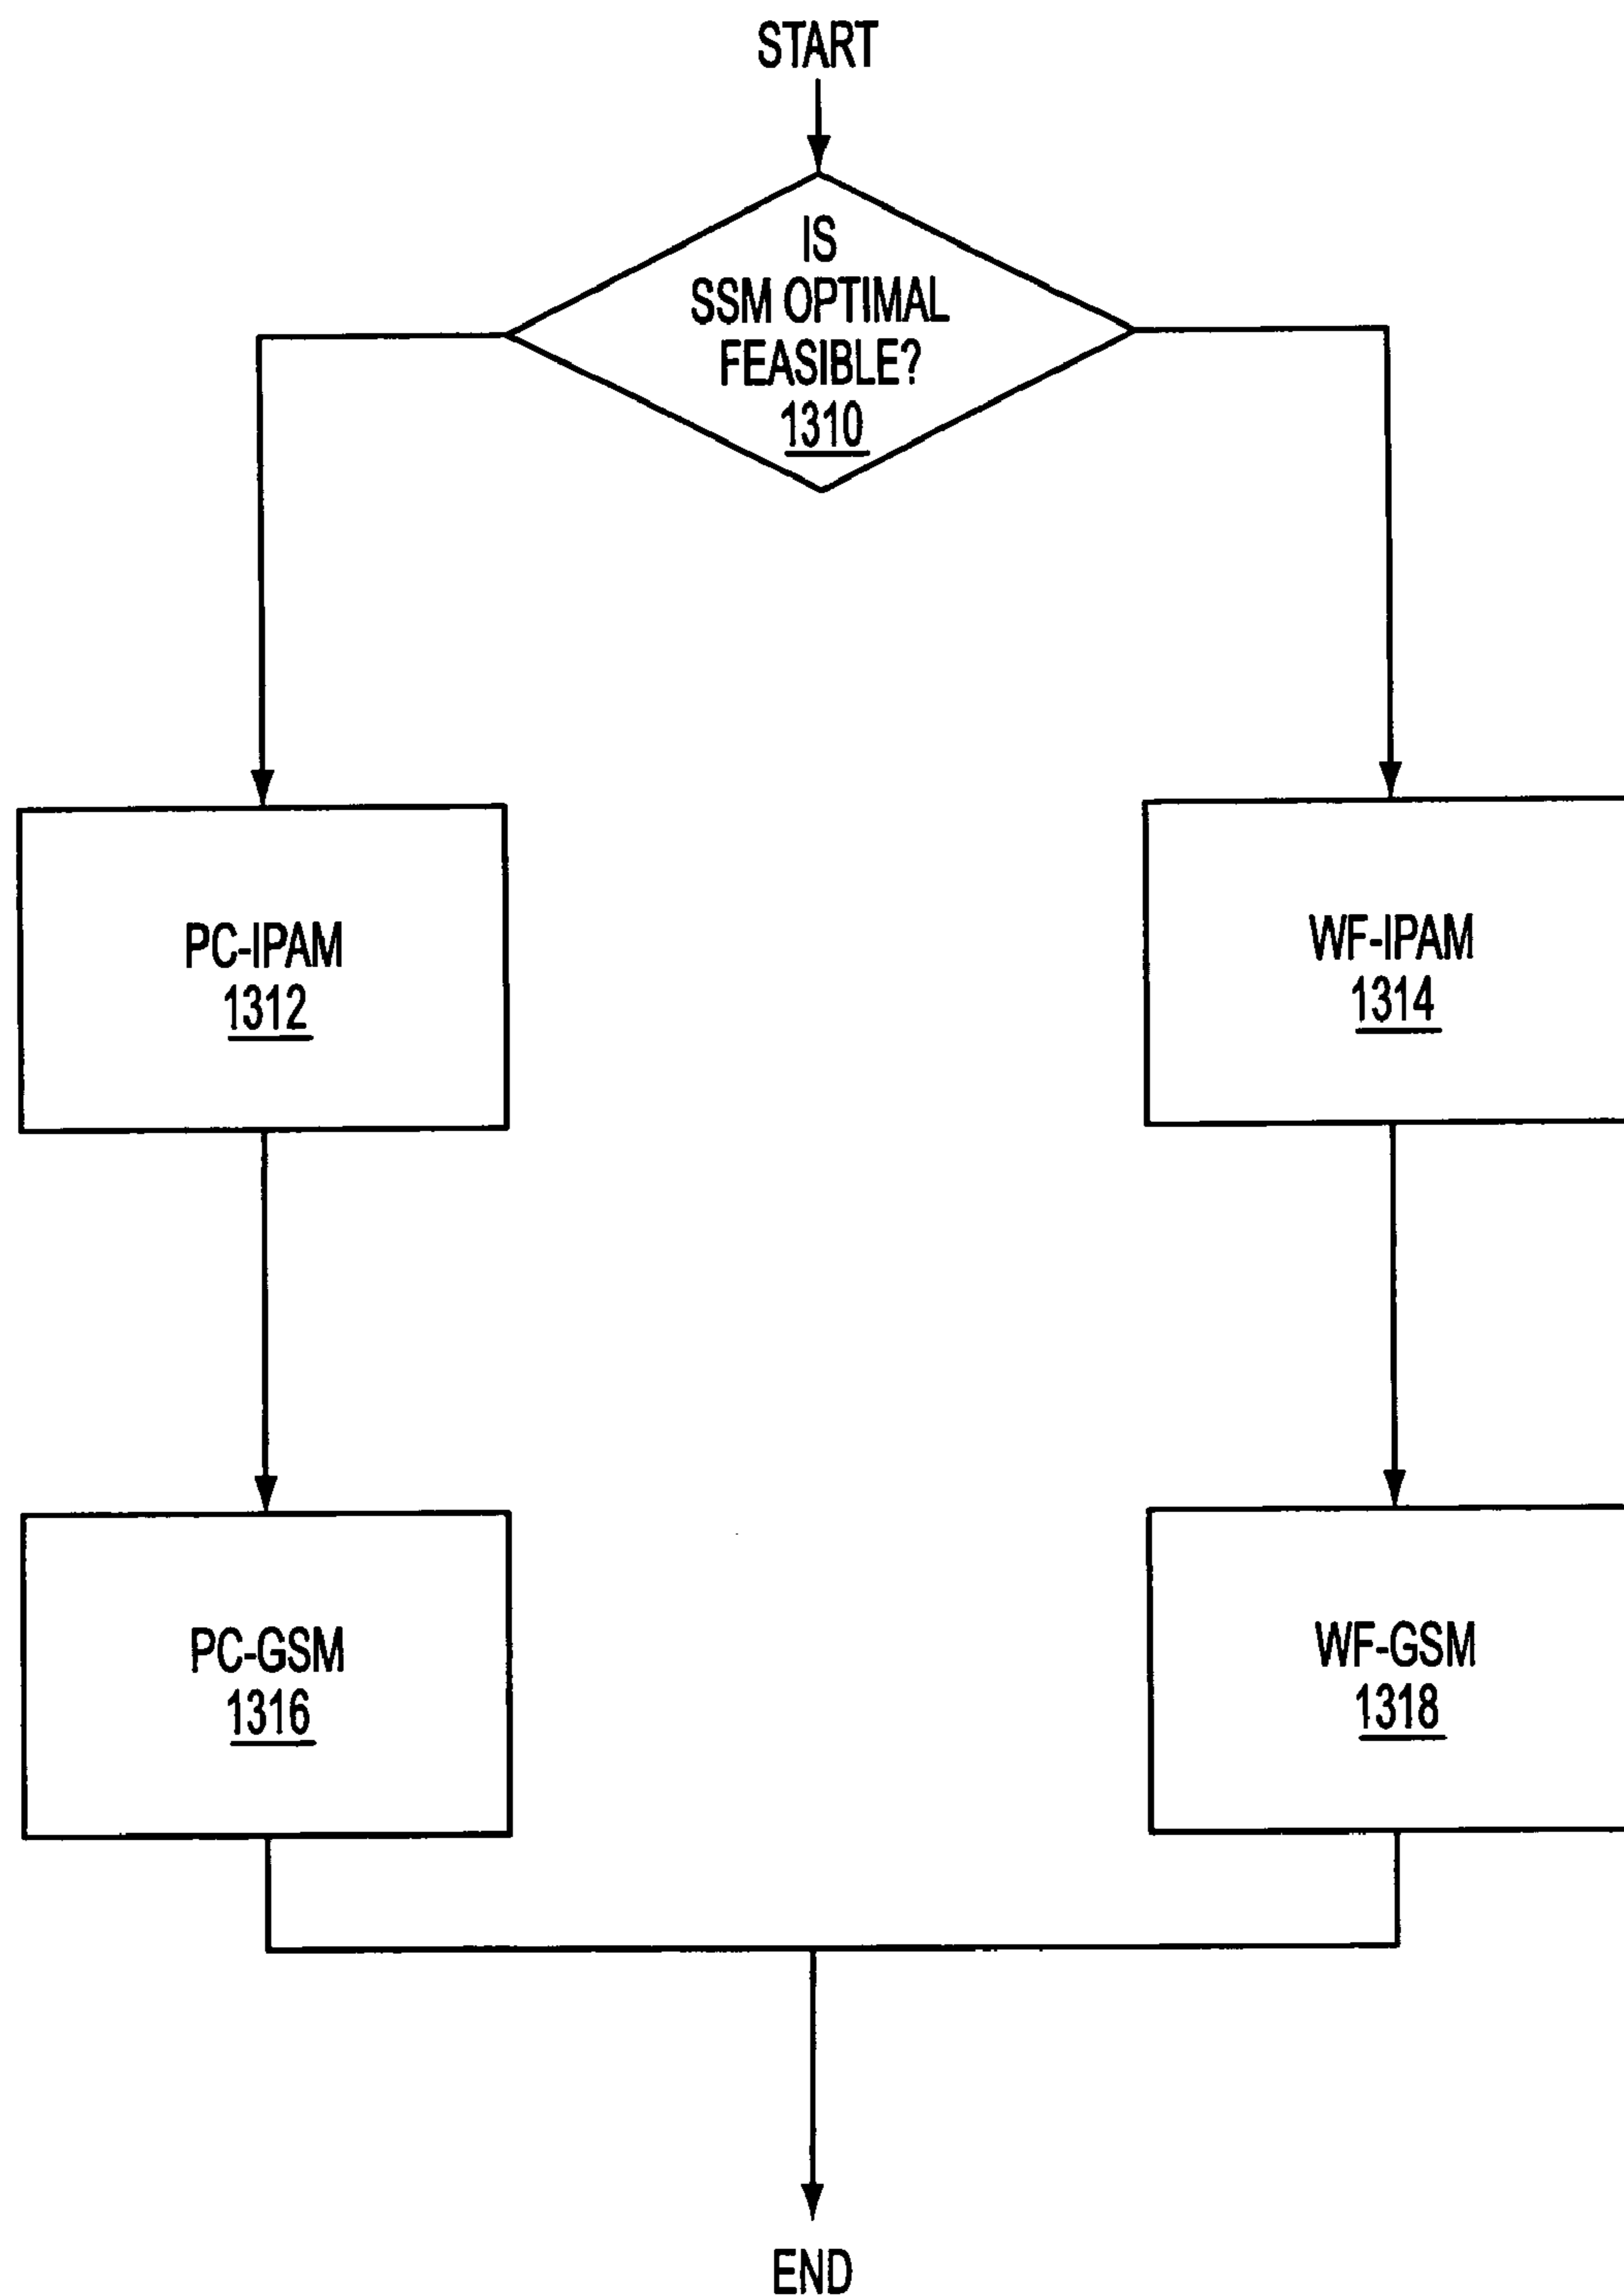 START
IS
SSM OPTIMAL
FEASIBLE?
1310
PC-IPAM
1312
WF-IPAM
1314
PC-GSM
1316
WF-GSM
1318
END